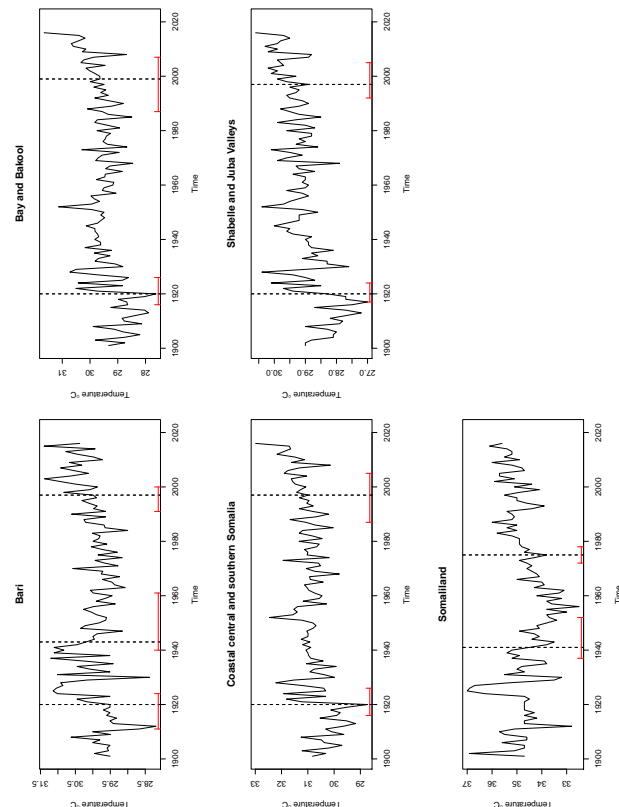 Bari
Temperature °C
31.5
30.5
29.5
28.5
1900 1920 1940 1960 1980 2000 2020
Time
Bay and Bakool
Temperature °C
31
30
29
28
1900 1920 1940 1960 1980 2000 2020
Time
Coastal central and southern Somalia
Temperature °C
33
32
31
30
29
1900 1920 1940 1960 1980 2000 2020
Time
Shabelle and Juba Valleys
Temperature °C
30.0
29.0
28.0
27.0
1900 1920 1940 1960 1980 2000 2020
Time
Somaliland
Temperature °C
37
36
35
34
33
1900 1920 1940 1960 1980 2000 2020
Time